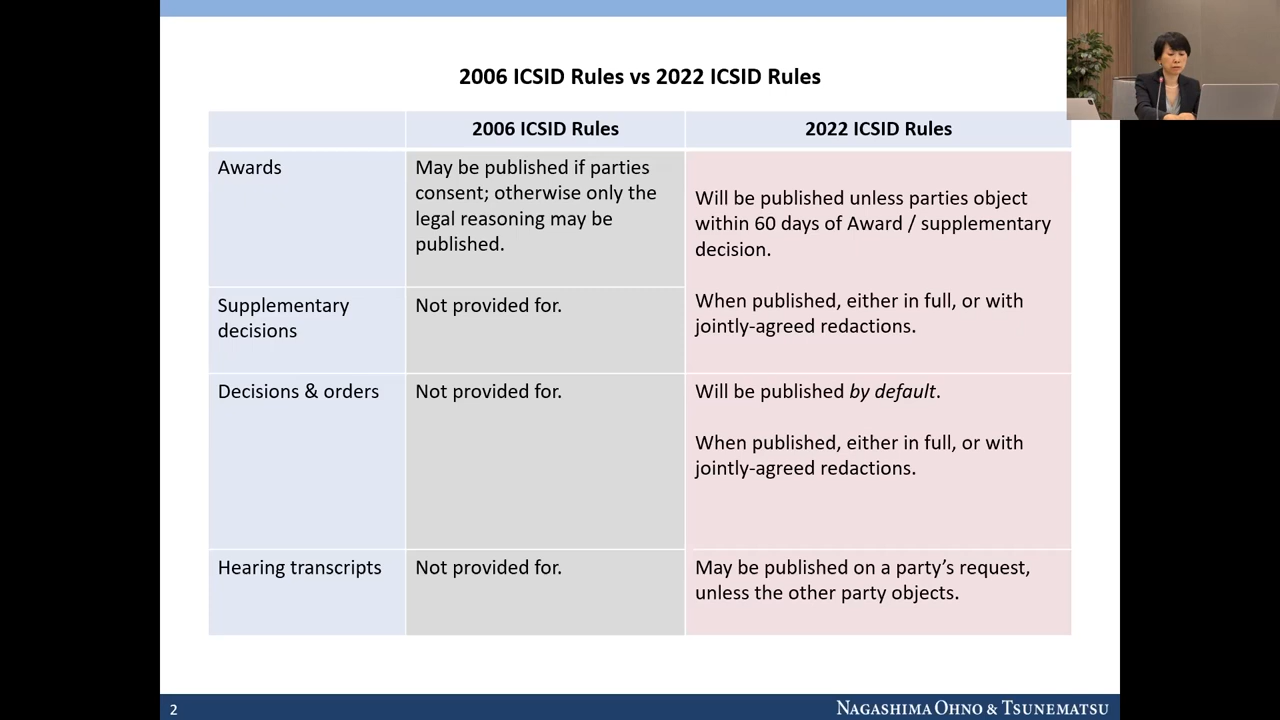 2006 ICSID Rules vs 2022 ICSID Rules
2006 ICSID Rules
2022 ICSID Rules
Awards
May be published if parties
consent; otherwise only the
legal reasoning may be
published.
Will be published unless parties object
within 60 days of Award / supplementary
decision.
When published, either in full, or with
jointly-agreed redactions.
Supplementary
decisions
Not provided for.
Decisions & orders
Not provided for.
Will be published by default.
When published, either in full, or with
jointly-agreed redactions.
Hearing transcripts
Not provided for.
May be published on a party’s request,
unless the other party objects.
2
NAGASHIMA OHNO & TSUNEMATSU